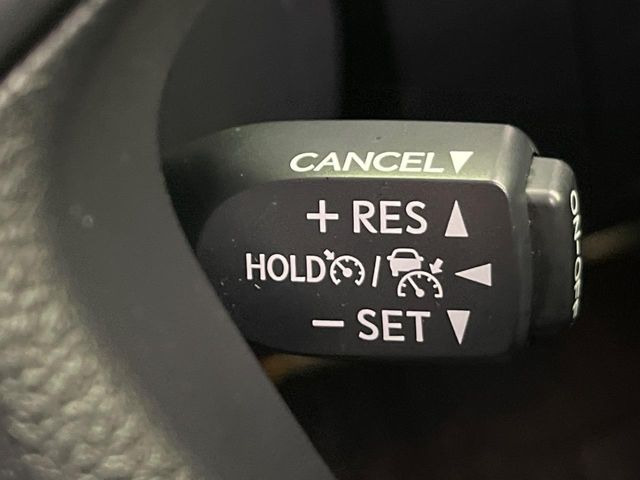 CANCEL▼
+ RES ▲
HOLD / ◀
– SET ▼
ON-OFF